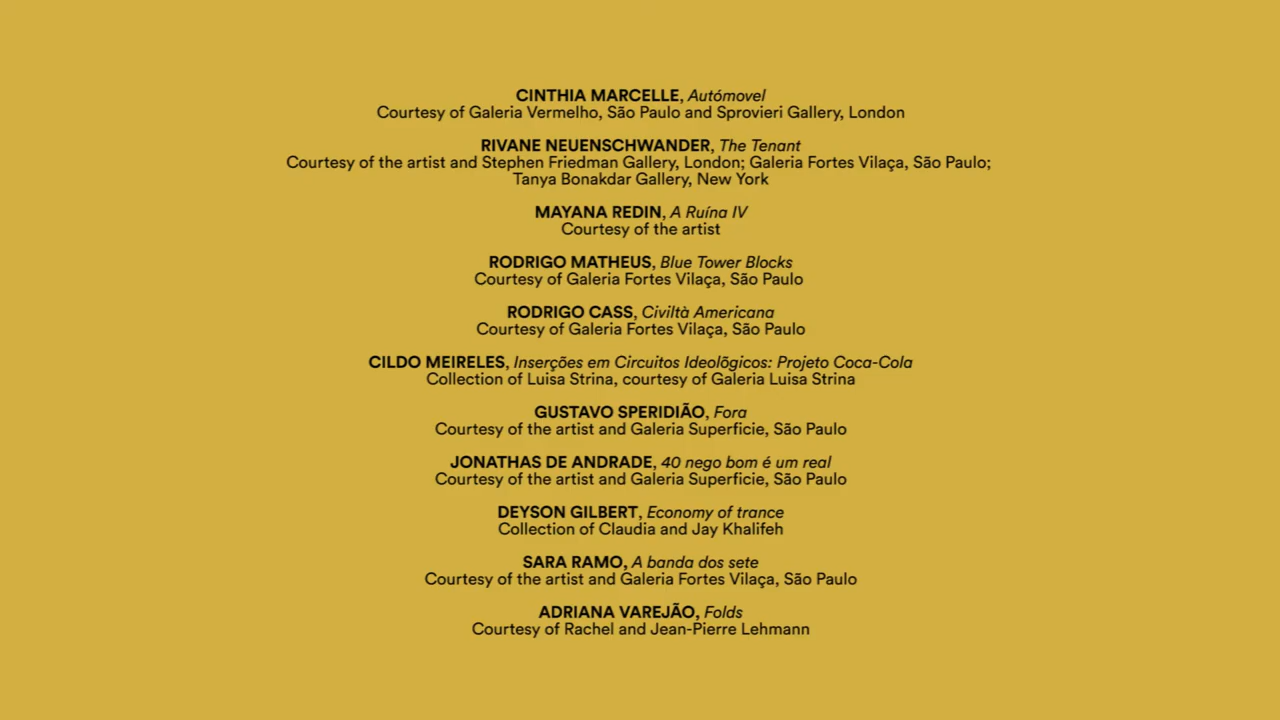 CINTHIA MARCELLE, Autómovel
Courtesy of Galeria Vermelho, São Paulo and Sprovieri Gallery, London
RIVANE NEUENSCHWANDER, The Tenant
Courtesy of the artist and Stephen Friedman Gallery, London; Galeria Fortes Vilaça, São Paulo;
Tanya Bonakdar Gallery, New York
MAYANA REDIN, A Ruína IV
Courtesy of the artist
RODRIGO MATHEUS, Blue Tower Blocks
Courtesy of Galeria Fortes Vilaça, São Paulo
RODRIGO CASS, Civiltà Americana
Courtesy of Galeria Fortes Vilaça, São Paulo
CILDO MEIRELES, Inserções em Circuitos Ideolõgicos: Projeto Coca-Cola
Collection of Luisa Strina, courtesy of Galeria Luisa Strina
GUSTAVO SPERIDIÃO, Fora
Courtesy of the artist and Galeria Superficie, São Paulo
JONATHAS DE ANDRADE, 40 nego bom é um real
Courtesy of the artist and Galeria Superficie, São Paulo
DEYSON GILBERT, Economy of trance
Collection of Claudia and Jay Khalifeh
SARA RAMO, A banda dos sete
Courtesy of the artist and Galeria Fortes Vilaça, São Paulo
ADRIANA VAREJÃO, Folds
Courtesy of Rachel and Jean-Pierre Lehmann